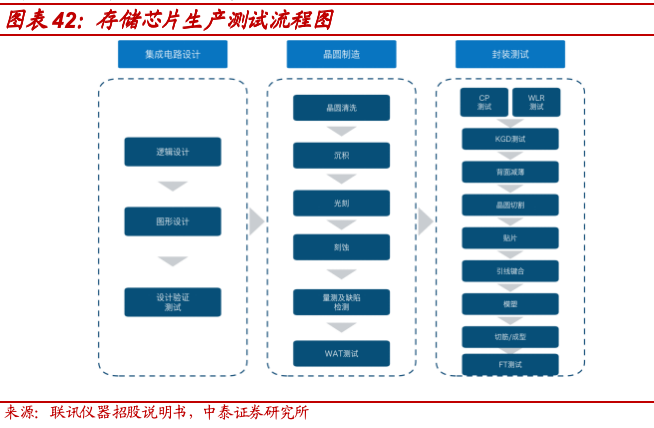 图表 42：存储芯片生产测试流程图
集成电路设计
逻辑设计
图形设计
设计验证
测试
晶圆制造
晶圆清洗
沉积
光刻
刻蚀
量测及缺陷
检测
WAT测试
封装测试
CP
测试
WLR
测试
KGD测试
背面减薄
晶圆切割
贴片
引线键合
模塑
切筋/成型
FT测试
来源：联讯仪器招股说明书，中泰证券研究所